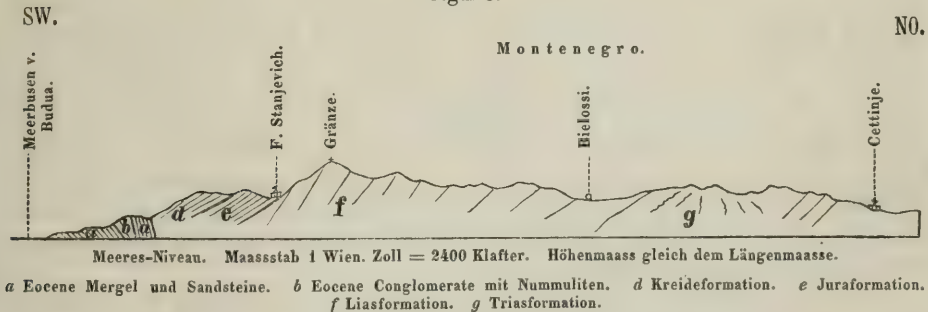 SW.
NO.
Montenegro.
Meerbusen v. Budua.
F. Stanjevich.
Gränze.
Bielossi.
Cettinje.
a b a d e f g
Meeres-Niveau. Maassstab 1 Wien. Zoll = 2400 Klafter. Höhenmaass gleich dem Längenmaasse.
a Eocene Mergel und Sandsteine. b Eocene Conglomerate mit Nummuliten. d Kreideformation. e Juraformation.
f Liasformation. g Triasformation.